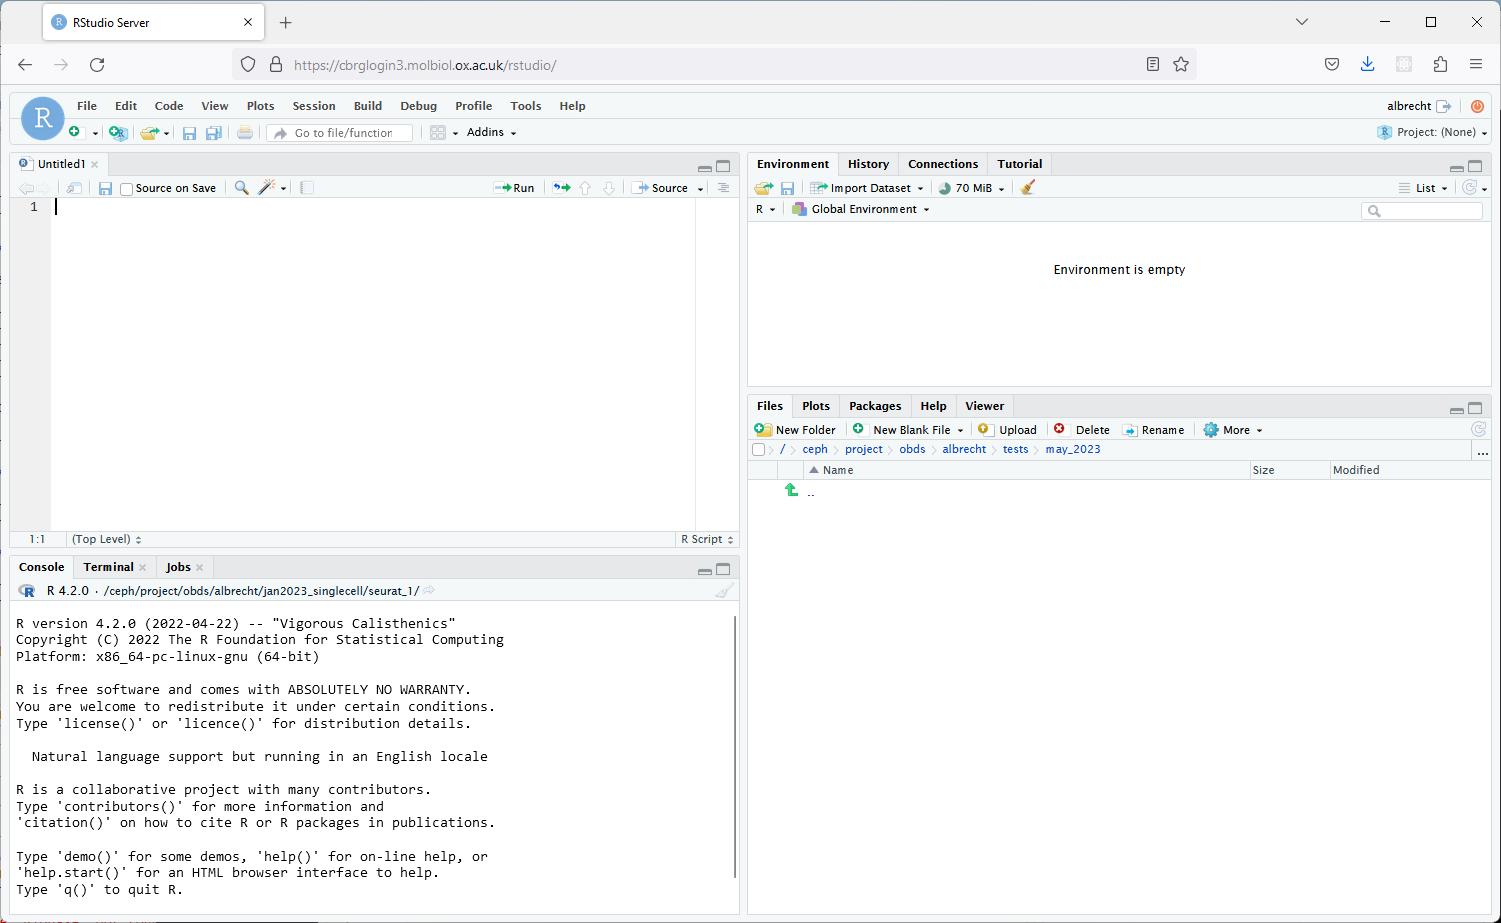 RStudio Server
https://cbrglogin3.molbiol.ox.ac.uk/rstudio/
R File Edit Code View Plots Session Build Debug Profile Tools Help albrecht
Go to file/function Addins Project: (None)
Untitled1
Source on Save Run Source
1
1:1 (Top Level) R Script
Console Terminal Jobs
R 4.2.0 · /ceph/project/obds/albrecht/jan2023_singlecell/seurat_1/
R version 4.2.0 (2022-04-22) -- "Vigorous Calisthenics"
Copyright (C) 2022 The R Foundation for Statistical Computing
Platform: x86_64-pc-linux-gnu (64-bit)
R is free software and comes with ABSOLUTELY NO WARRANTY.
You are welcome to redistribute it under certain conditions.
Type 'license()' or 'licence()' for distribution details.
Natural language support but running in an English locale
R is a collaborative project with many contributors.
Type 'contributors()' for more information and
'citation()' on how to cite R or R packages in publications.
Type 'demo()' for some demos, 'help()' for on-line help, or
'help.start()' for an HTML browser interface to help.
Type 'q()' to quit R.
Environment History Connections Tutorial
Import Dataset 70 MiB List
R Global Environment
Environment is empty
Files Plots Packages Help Viewer
New Folder New Blank File Upload Delete Rename More
/ ceph project obds albrecht tests may_2023 ...
Name Size Modified
..